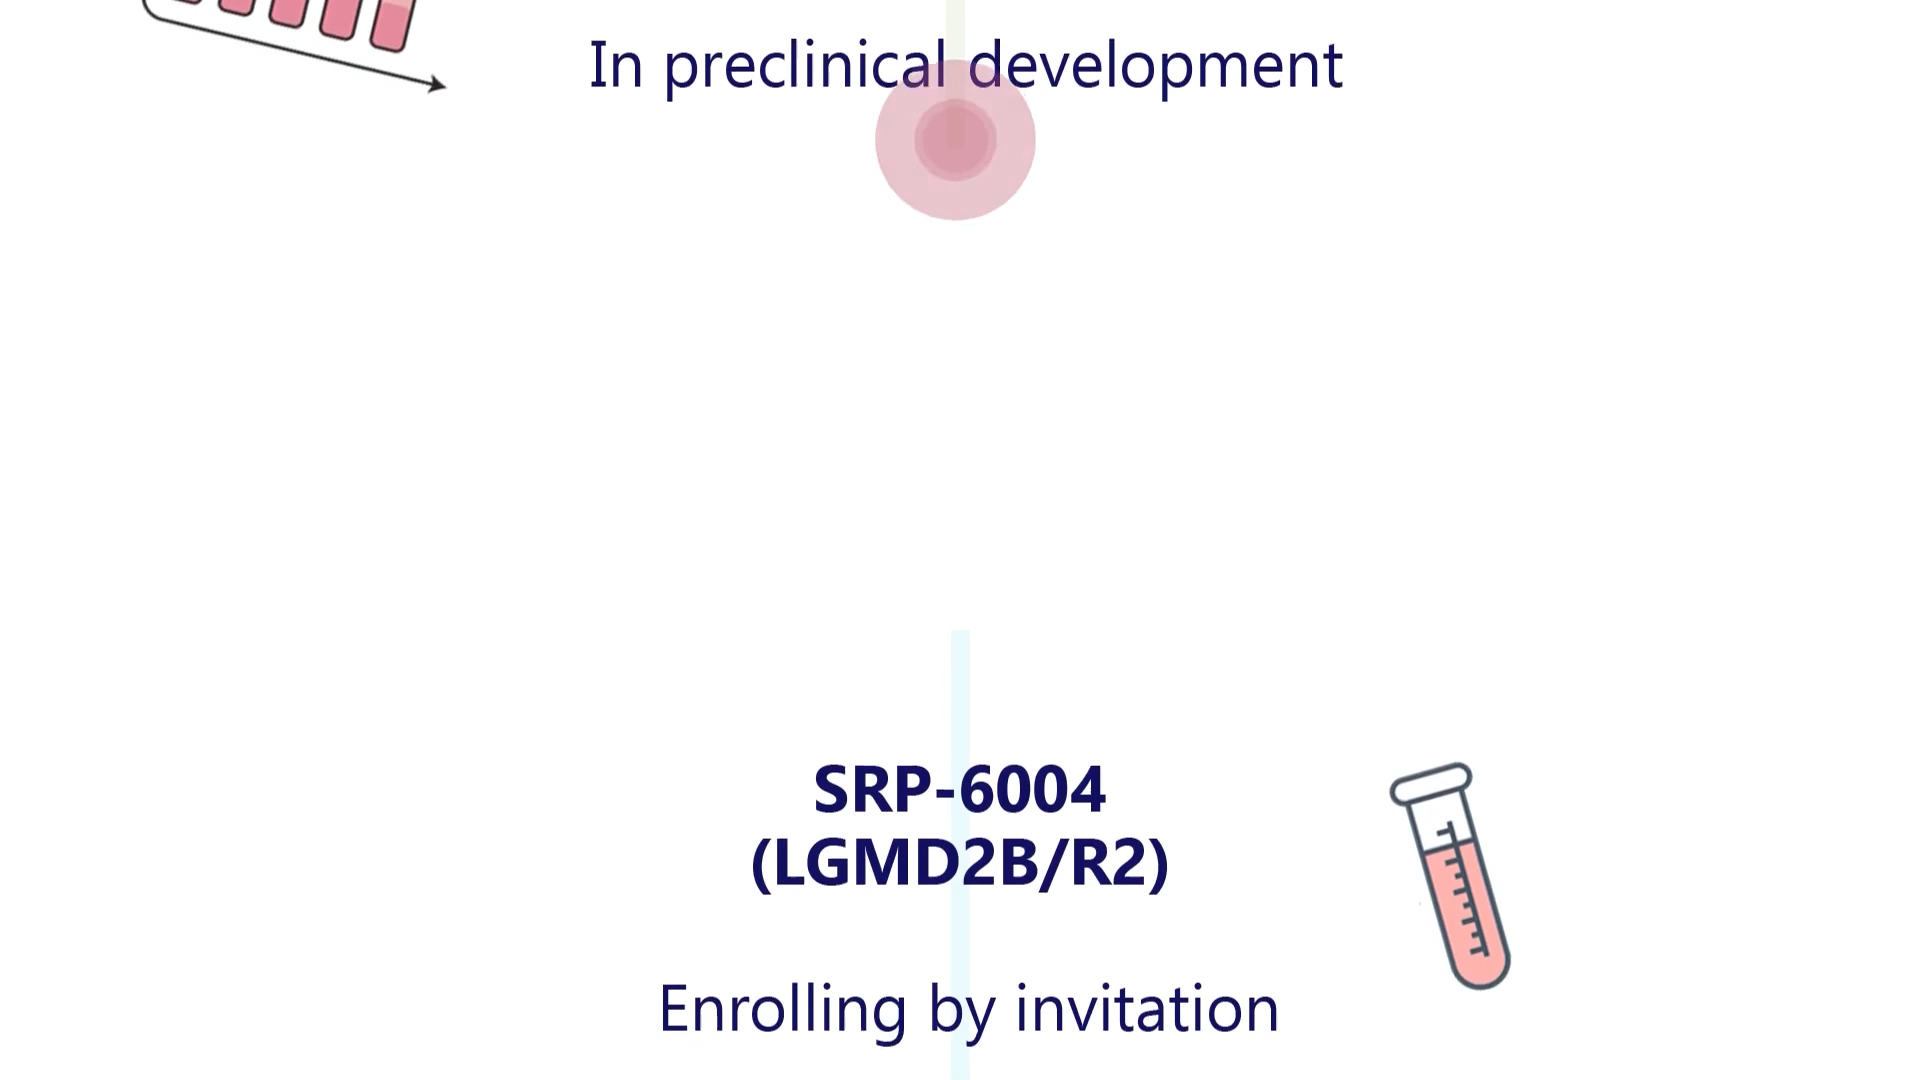 In preclinical development
SRP-6004
(LGMD2B/R2)
Enrolling by invitation